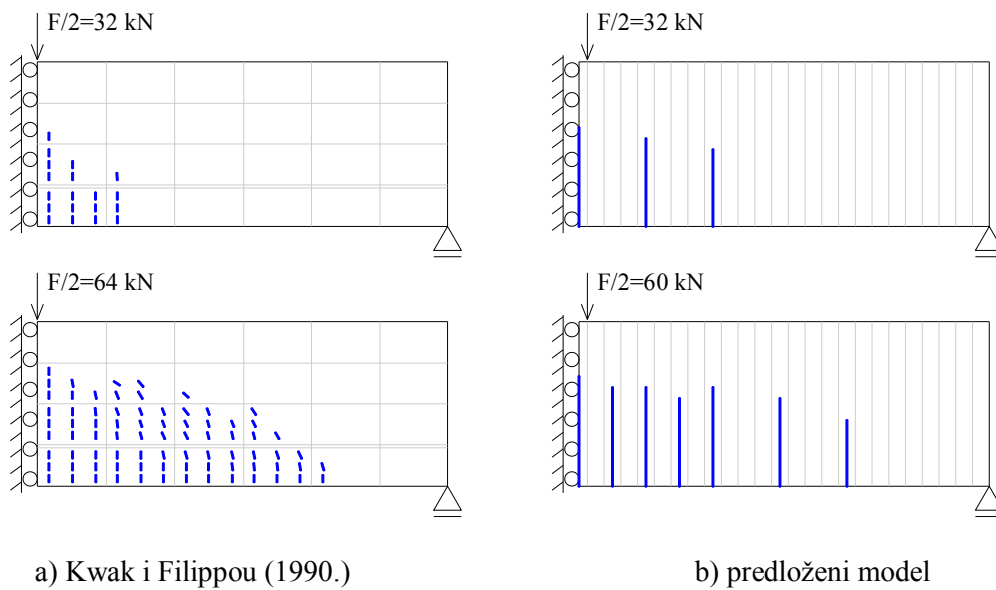 F/2=32 kN
F/2=32 kN
F/2=64 kN
F/2=60 kN
a) Kwak i Filippou (1990.)
b) predloženi model